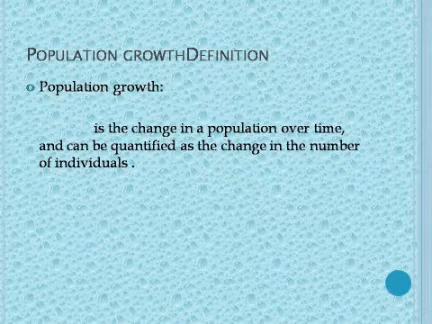 POPULATION GROWTHDEFINITION
Population growth:
is the change in a population over time,
and can be quantified as the change in the number
of individuals .